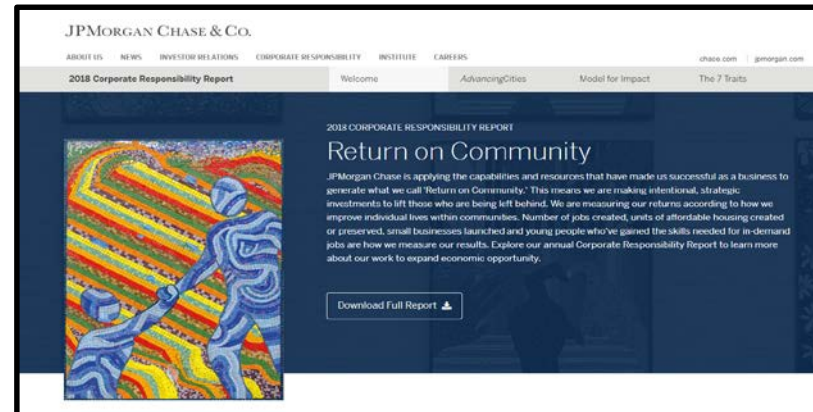 JPMORGAN CHASE & CO.
ABOUT US NEWS INVESTOR RELATIONS CORPORATE RESPONSIBILITY INSTITUTE CAREERS chase.com | jpmorgan.com
2018 Corporate Responsibility Report Welcome AdvancingCities Model for Impact The 7 Traits
2018 CORPORATE RESPONSIBILITY REPORT
Return on Community
JPMorgan Chase is applying the capabilities and resources that have made us successful as a business to
generate what we call 'Return on Community.' This means we are making intentional, strategic
investments to lift those who are being left behind. We are measuring our returns according to how we
improve individual lives within communities. Number of jobs created, units of affordable housing created
or preserved, small businesses launched and young people who've gained the skills needed for in-demand
jobs are how we measure our results. Explore our annual Corporate Responsibility Report to learn more
about our work to expand economic opportunity.
Download Full Report